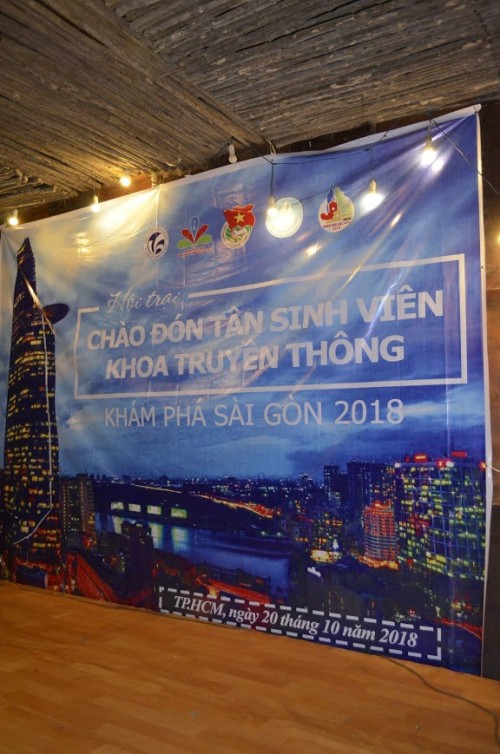 Hội trại
CHÀO ĐÓN TÂN SINH VIÊN
KHOA TRUYỀN THÔNG
KHÁM PHÁ SÀI GÒN 2018
TP.HCM, ngày 20 tháng 10 năm 2018